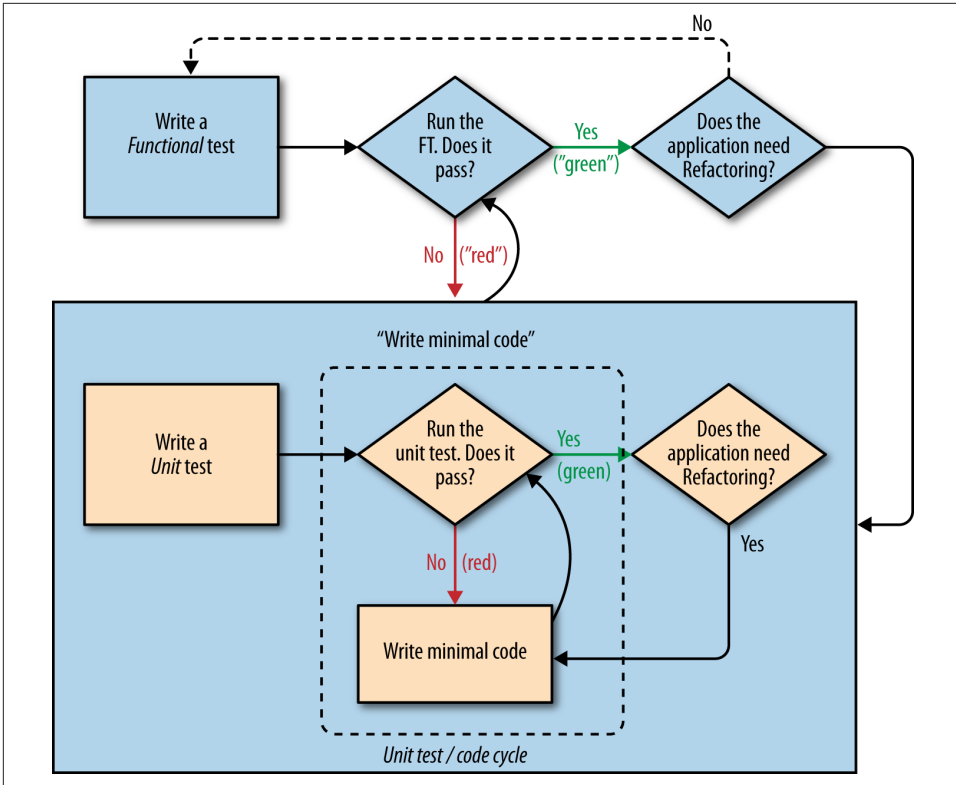 No
Write a
Functional test
Run the
FT. Does it
pass?
Yes
("green")
Does the
application need
Refactoring?
No ("red")
"Write minimal code"
Write a
Unit test
Run the
unit test. Does it
pass?
Yes
(green)
Does the
application need
Refactoring?
No (red)
Yes
Write minimal code
Unit test / code cycle